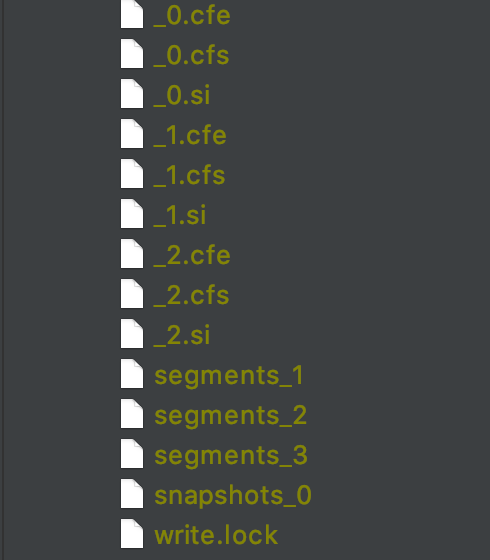 _0.cfe
_0.cfs
_0.si
_1.cfe
_1.cfs
_1.si
_2.cfe
_2.cfs
_2.si
segments_1
segments_2
segments_3
snapshots_0
write.lock